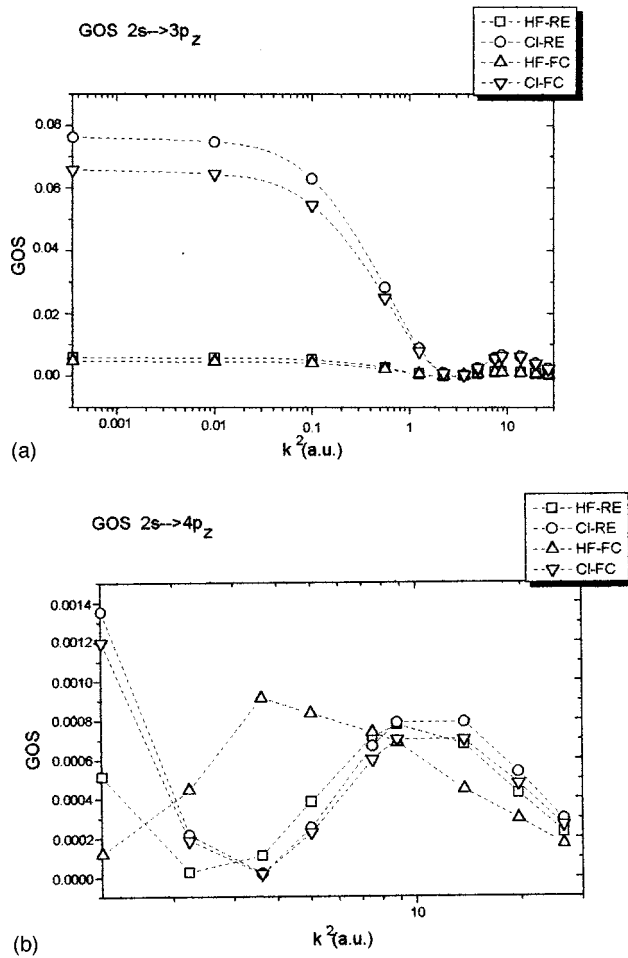 GOS 2s-->3p_z
HF-RE
CI-RE
HF-FC
CI-FC
0.08
0.06
0.04
0.02
0.00
GOS
0.001
0.01
0.1
1
10
k²(a.u.)
(a)
GOS 2s-->4p_z
HF-RE
CI-RE
HF-FC
CI-FC
0.0014
0.0012
0.0010
0.0008
0.0006
0.0004
0.0002
0.0000
GOS
10
k²(a.u.)
(b)